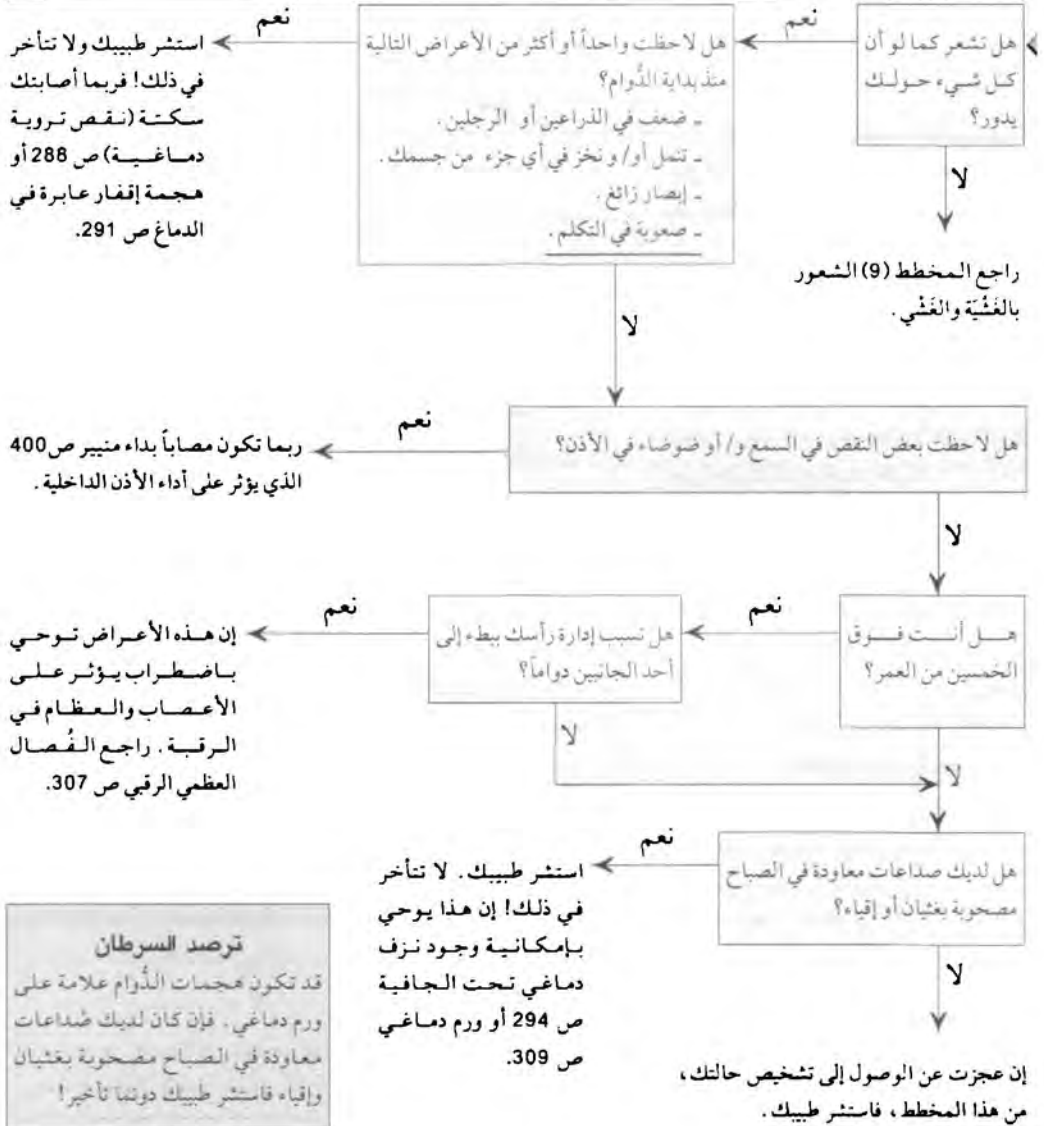 هل تشعر كما لو أن
كل شيء حولك
يدور؟
نعم
لا
راجع المخطط (9) الشعور
بالغَشْيَة والغَشْي.
هل لاحظت واحداً أو أكثر من الأعراض التالية
منذ بداية الدُّوام؟
ـ ضعف في الذراعين أو الرجلين.
ـ تنمل أو/ و نخز في أي جزء من جسمك.
ـ إبصار زائغ.
ـ صعوبة في التكلم.
نعم
استشر طبيبك ولا تتأخر
في ذلك! فربما أصابتك
سكتة (نقص تروية
دماغية) ص 288 أو
هجمة إقفار عابرة في
الدماغ ص 291.
لا
هل لاحظت بعض النقص في السمع و/ أو ضوضاء في الأذن؟
نعم
ربما تكون مصاباً بداء منيير ص 400
الذي يؤثر على أداء الأذن الداخلية.
لا
هل أنت فوق
الخمسين من العمر؟
نعم
هل تسبب إدارة رأسك ببطء إلى
أحد الجانبين دواماً؟
نعم
إن هذه الأعراض توحي
باضطراب يؤثر على
الأعصاب والعظام في
الرقبة. راجع الفُصال
العظمي الرقبي ص 307.
لا
لا
هل لديك صداعات معاودة في الصباح
مصحوبة بغثيان أو إقياء؟
نعم
استشر طبيبك. لا تتأخر
في ذلك! إن هذا يوحي
بإمكانية وجود نزف
دماغي تحت الجافية
ص 294 أو ورم دماغي
ص 309.
لا
إن عجزت عن الوصول إلى تشخيص حالتك،
من هذا المخطط، فاستشر طبيبك.
ترصد السرطان
قد تكون هجمات الدُّوام علامة على
ورم دماغي. فإن كان لديك صُداعات
معاودة في الصباح مصحوبة بغثيان
وإقياء فاستشر طبيبك دونما تأخير!